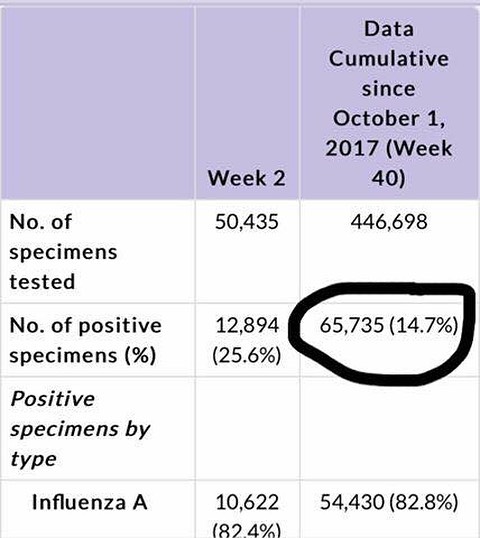 Data
Cumulative
since
October 1,
2017 (Week
Week 2 40)
No. of 50,435 446,698
specimens
tested
No. of positive 12,894 65,735 (14.7%)
specimens (%) (25.6%)
Positive
specimens by
type
Influenza A 10,622 54,430 (82.8%)
(82.4%)